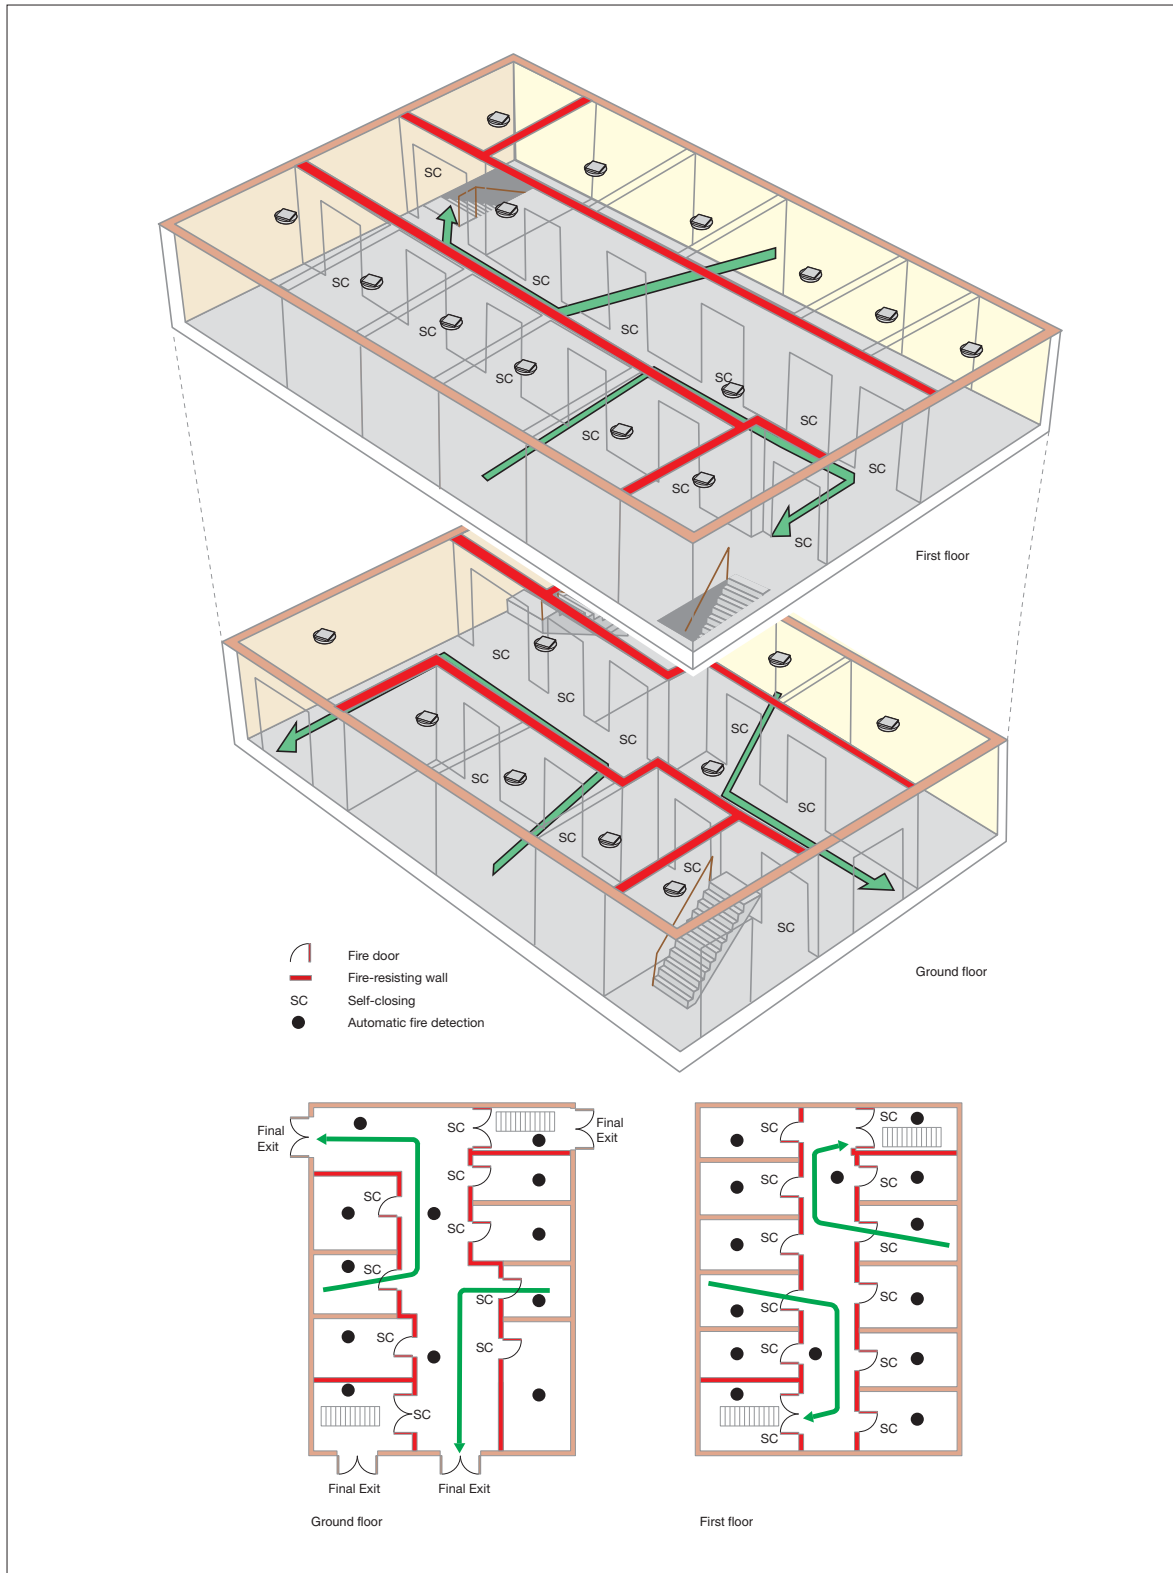 SC
SC
SC
SC
SC
SC
SC
SC
SC
SC
SC
SC
SC
First floor
SC
SC
SC
SC
SC
SC
SC
SC
SC
Ground floor
Fire door
Fire-resisting wall
SC Self-closing
Automatic fire detection
Final
Exit
SC
Final
Exit
SC
SC
SC
SC
SC
SC
SC
SC
Final Exit
Final Exit
Ground floor
SC
SC
SC
SC
SC
SC
SC
SC
SC
SC
SC
SC
First floor